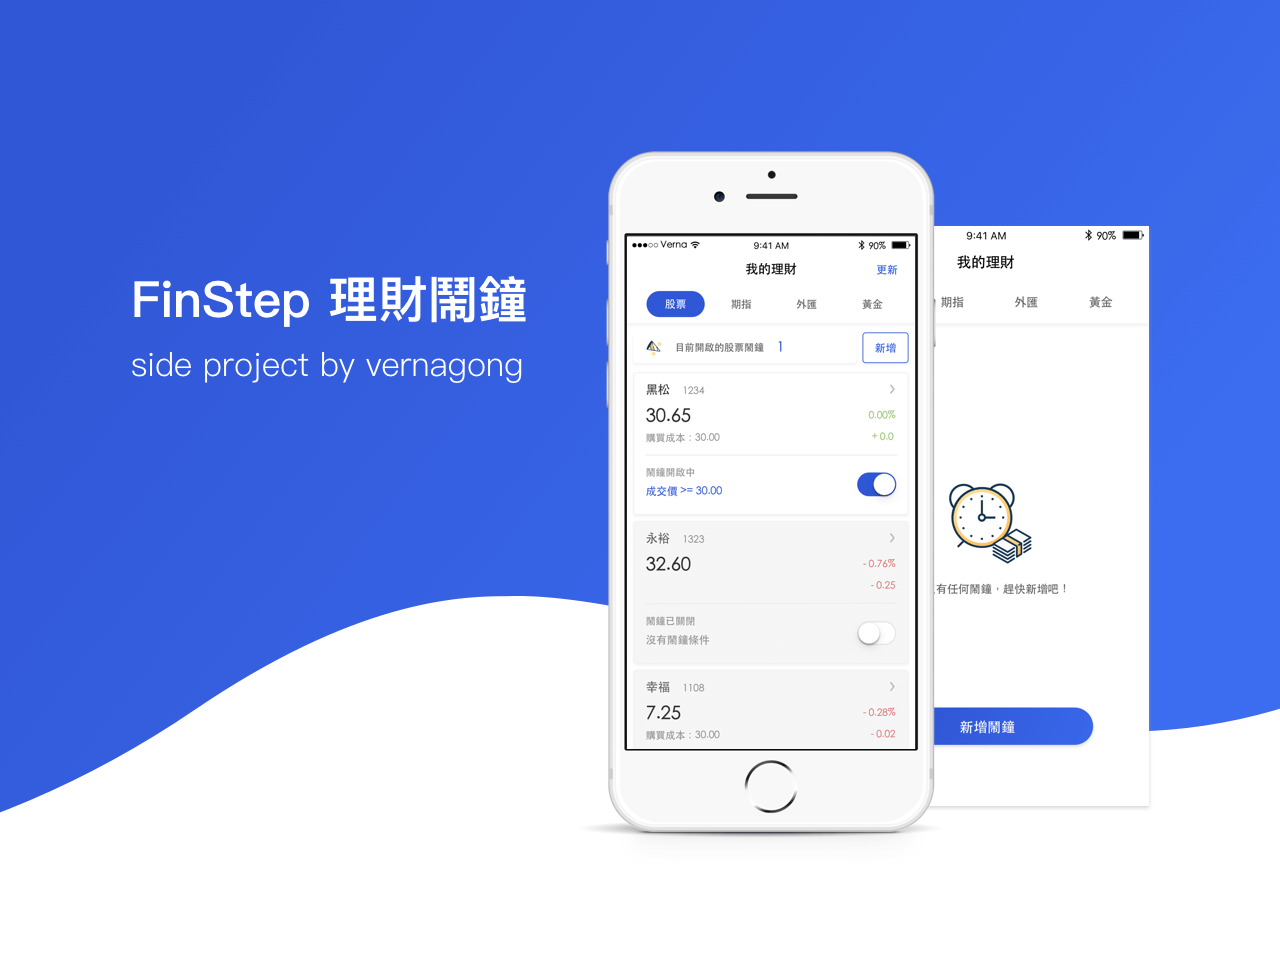 FinStep 理財鬧鐘
side project by vernagong
Verna
9:41 AM
90%
我的理財
更新
股票
期指
外匯
黃金
目前開啟的股票鬧鐘 1
新增
黑松 1234
30.65
0.00%
購買成本：30.00
+0.0
鬧鐘開啟中
成交價 >= 30.00
永裕 1323
32.60
- 0.76%
- 0.25
鬧鐘已關閉
沒有鬧鐘條件
幸福 1108
7.25
- 0.28%
購買成本：30.00
- 0.02
9:41 AM
90%
我的理財
期指
外匯
黃金
有任何鬧鐘，趕快新增吧！
新增鬧鐘